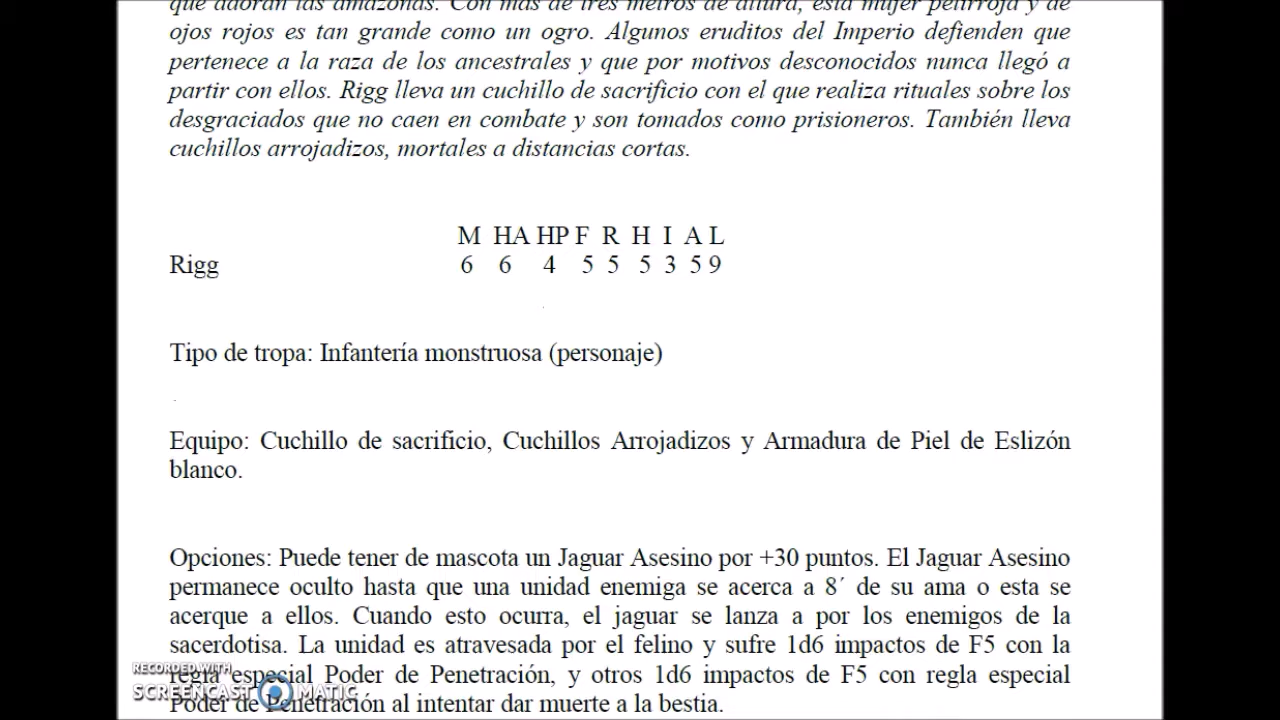 que adoran las amazonas. Con más de tres metros de altura, esta mujer pelirroja y de
ojos rojos es tan grande como un ogro. Algunos eruditos del Imperio defienden que
pertenece a la raza de los ancestrales y que por motivos desconocidos nunca llegó a
partir con ellos. Rigg lleva un cuchillo de sacrificio con el que realiza rituales sobre los
desgraciados que no caen en combate y son tomados como prisioneros. También lleva
cuchillos arrojadizos, mortales a distancias cortas.
M HA HP F R H I A L
Rigg 6 6 4 5 5 5 3 5 9
Tipo de tropa: Infantería monstruosa (personaje)
Equipo: Cuchillo de sacrificio, Cuchillos Arrojadizos y Armadura de Piel de Eslizón
blanco.
Opciones: Puede tener de mascota un Jaguar Asesino por +30 puntos. El Jaguar Asesino
permanece oculto hasta que una unidad enemiga se acerca a 8´ de su ama o esta se
acerque a ellos. Cuando esto ocurra, el jaguar se lanza a por los enemigos de la
sacerdotisa. La unidad es atravesada por el felino y sufre 1d6 impactos de F5 con la
regla especial Poder de Penetración, y otros 1d6 impactos de F5 con regla especial
Poder de Penetración al intentar dar muerte a la bestia.
RECORDED WITH
SCREENCAST MATIC